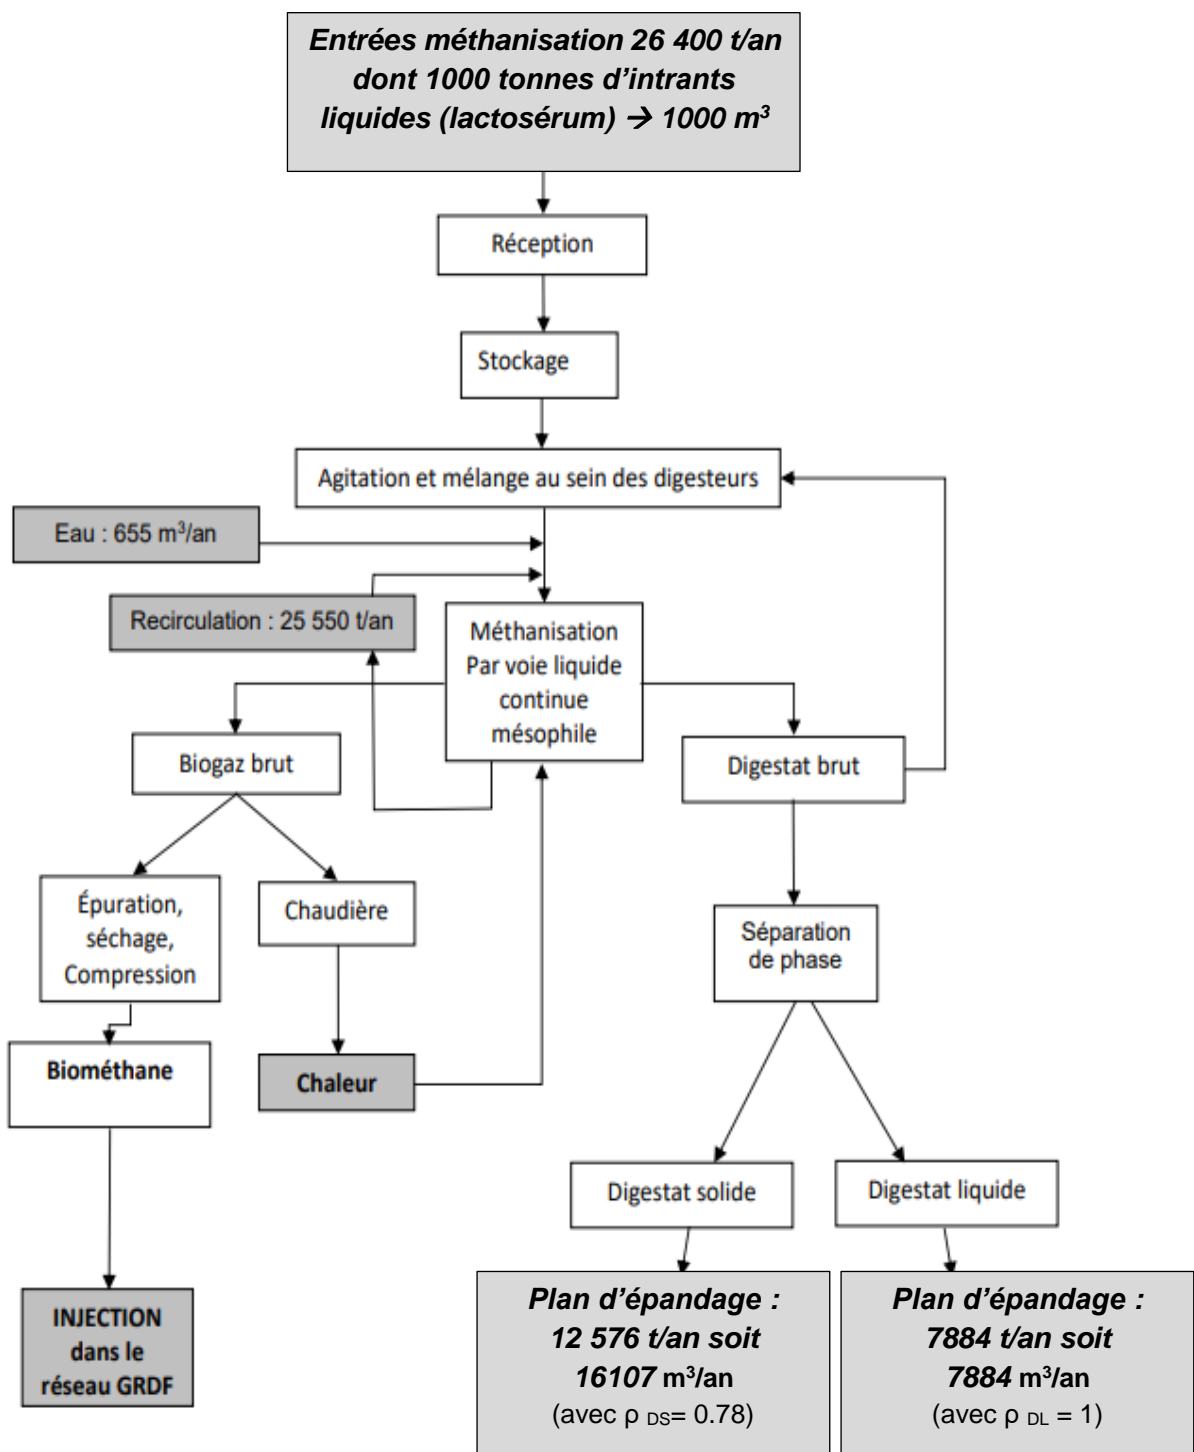 Entrées méthanisation 26 400 t/an
dont 1000 tonnes d'intrants
liquides (lactosérum) → 1000 m³
Réception
Stockage
Agitation et mélange au sein des digesteurs
Eau : 655 m³/an
Recirculation : 25 550 t/an
Méthanisation
Par voie liquide
continue
mésophile
Biogaz brut
Digestat brut
Épuration,
séchage,
Compression
Chaudière
Séparation
de phase
Biométhane
Chaleur
Digestat solide
Digestat liquide
INJECTION
dans le
réseau GRDF
Plan d'épandage :
12 576 t/an soit
16107 m³/an
(avec ρ DS= 0.78)
Plan d'épandage :
7884 t/an soit
7884 m³/an
(avec ρ DL = 1)